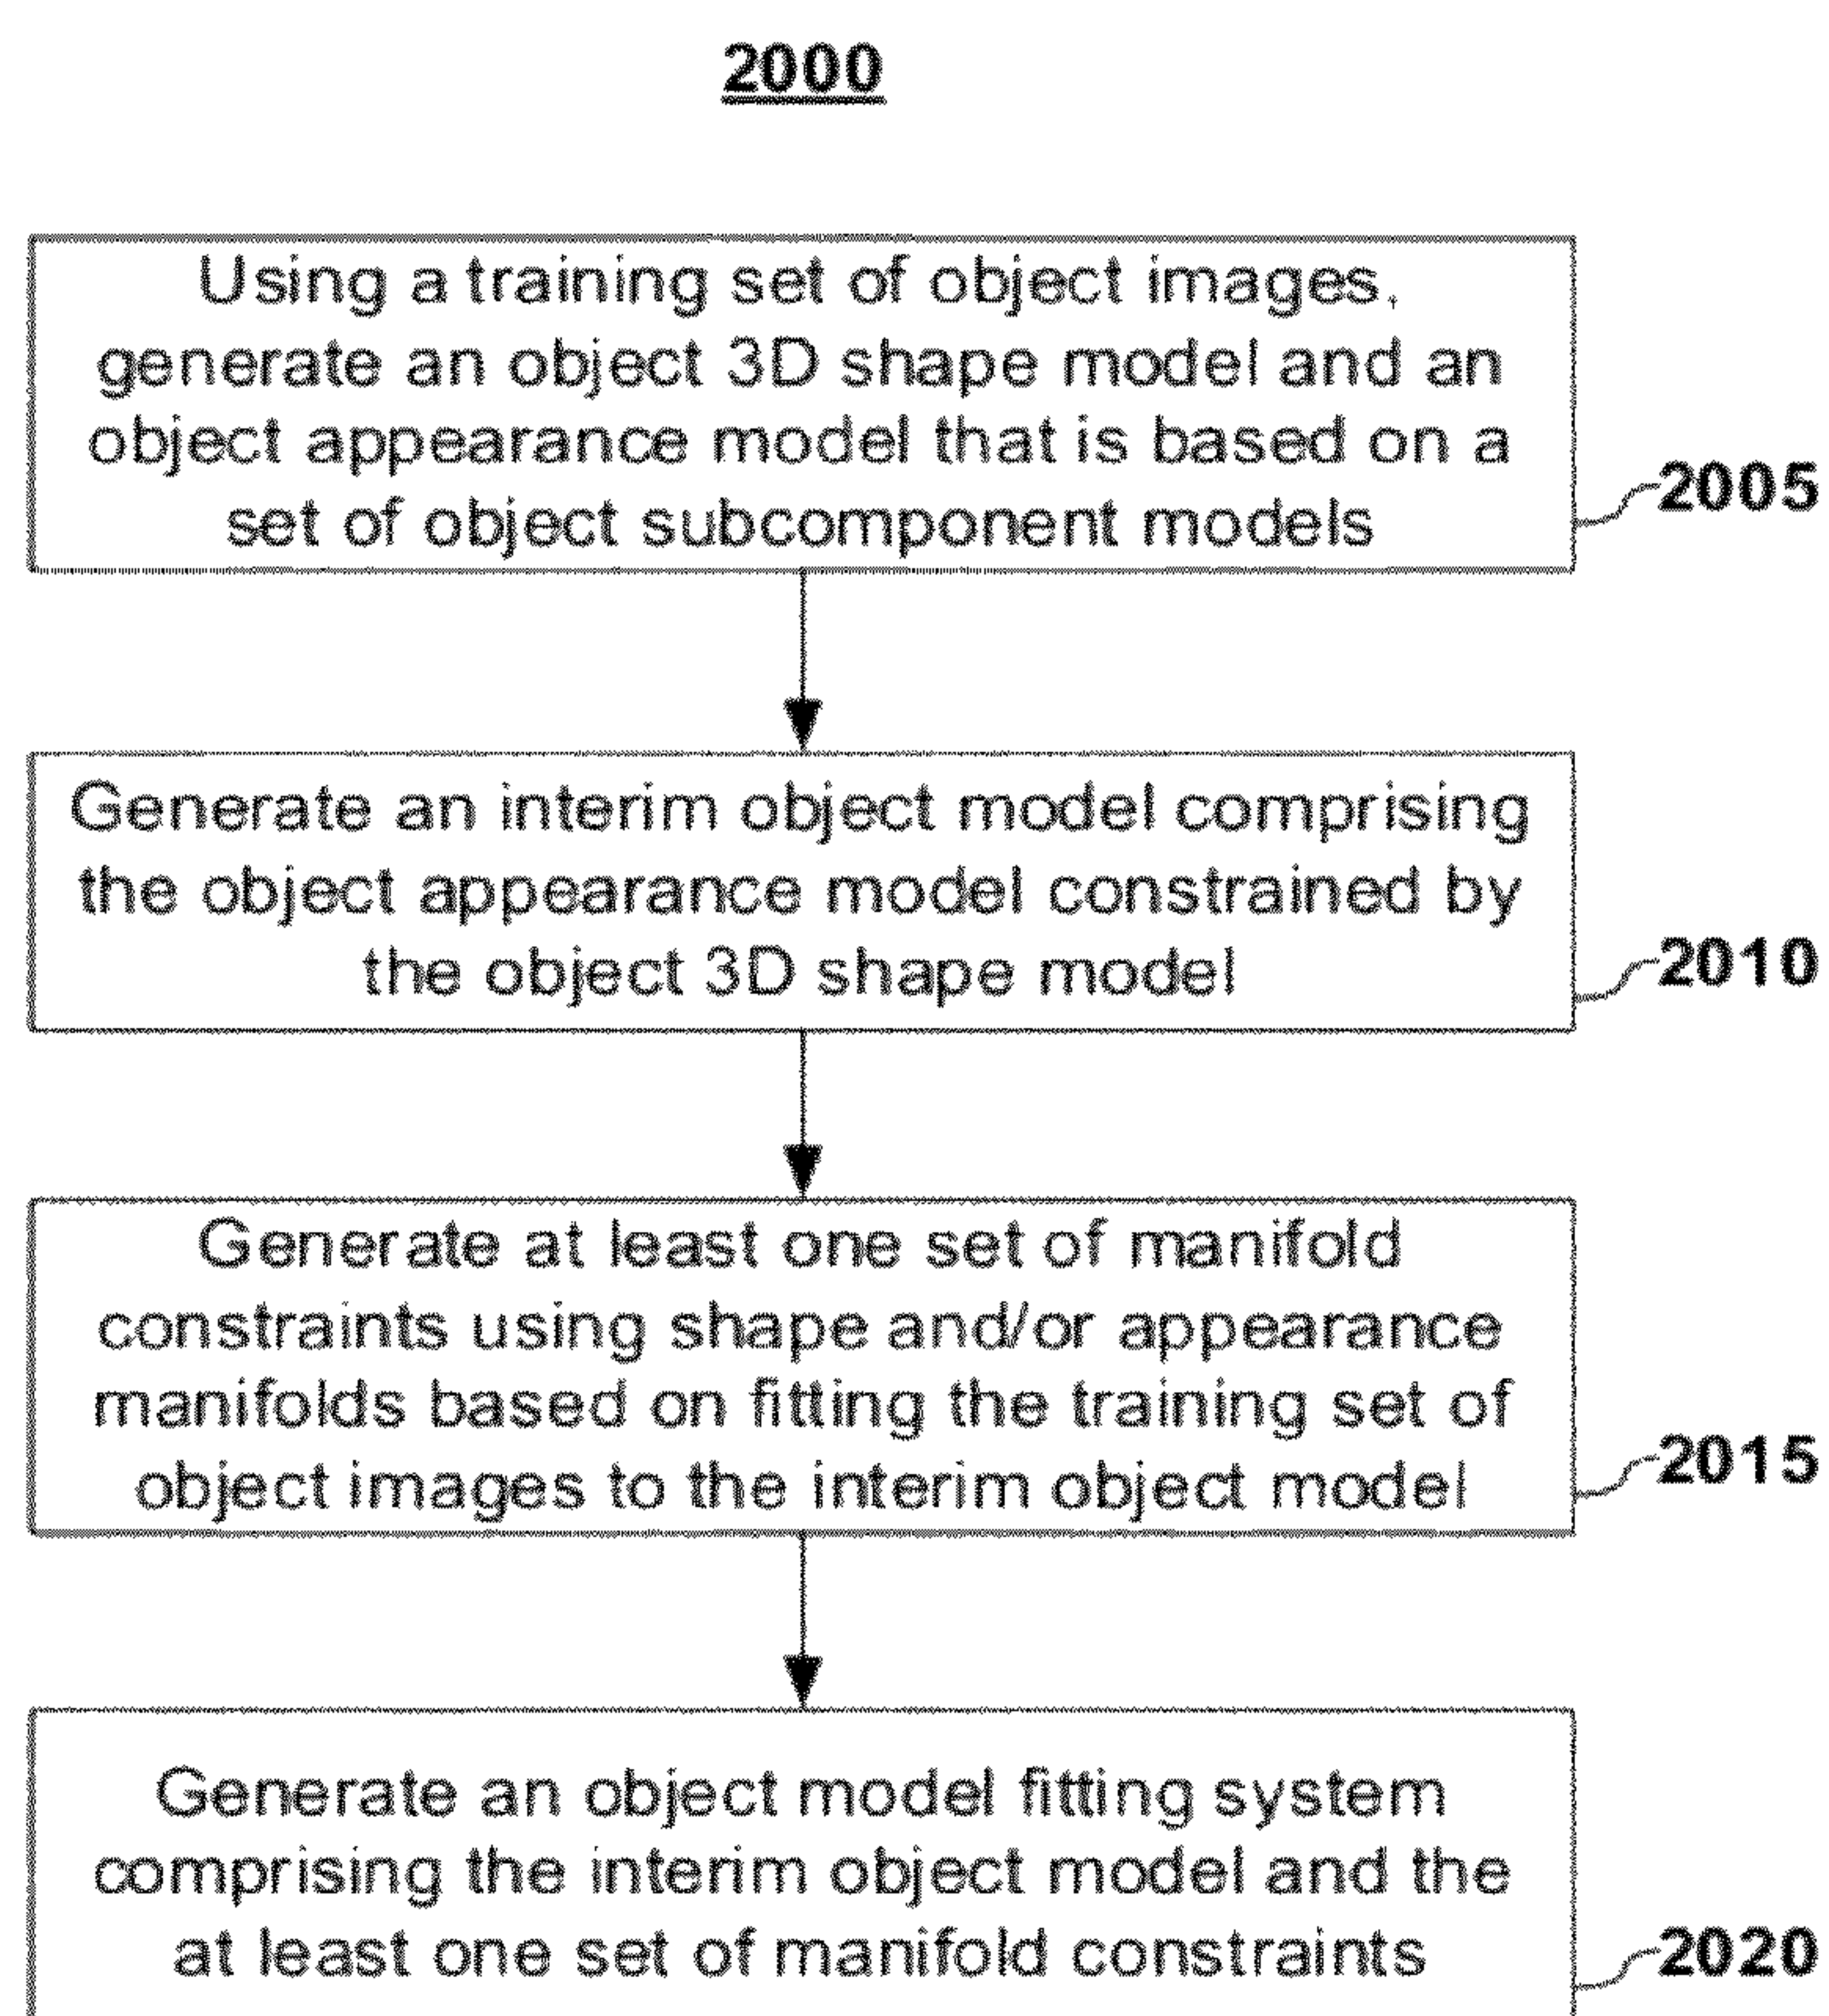 2000
Using a training set of object images,
generate an object 3D shape model and an
object appearance model that is based on a
set of object subcomponent models
2005
Generate an interim object model comprising
the object appearance model constrained by
the object 3D shape model
2010
Generate at least one set of manifold
constraints using shape and/or appearance
manifolds based on fitting the training set of
object images to the interim object model
2015
Generate an object model fitting system
comprising the interim object model and the
at least one set of manifold constraints
2020